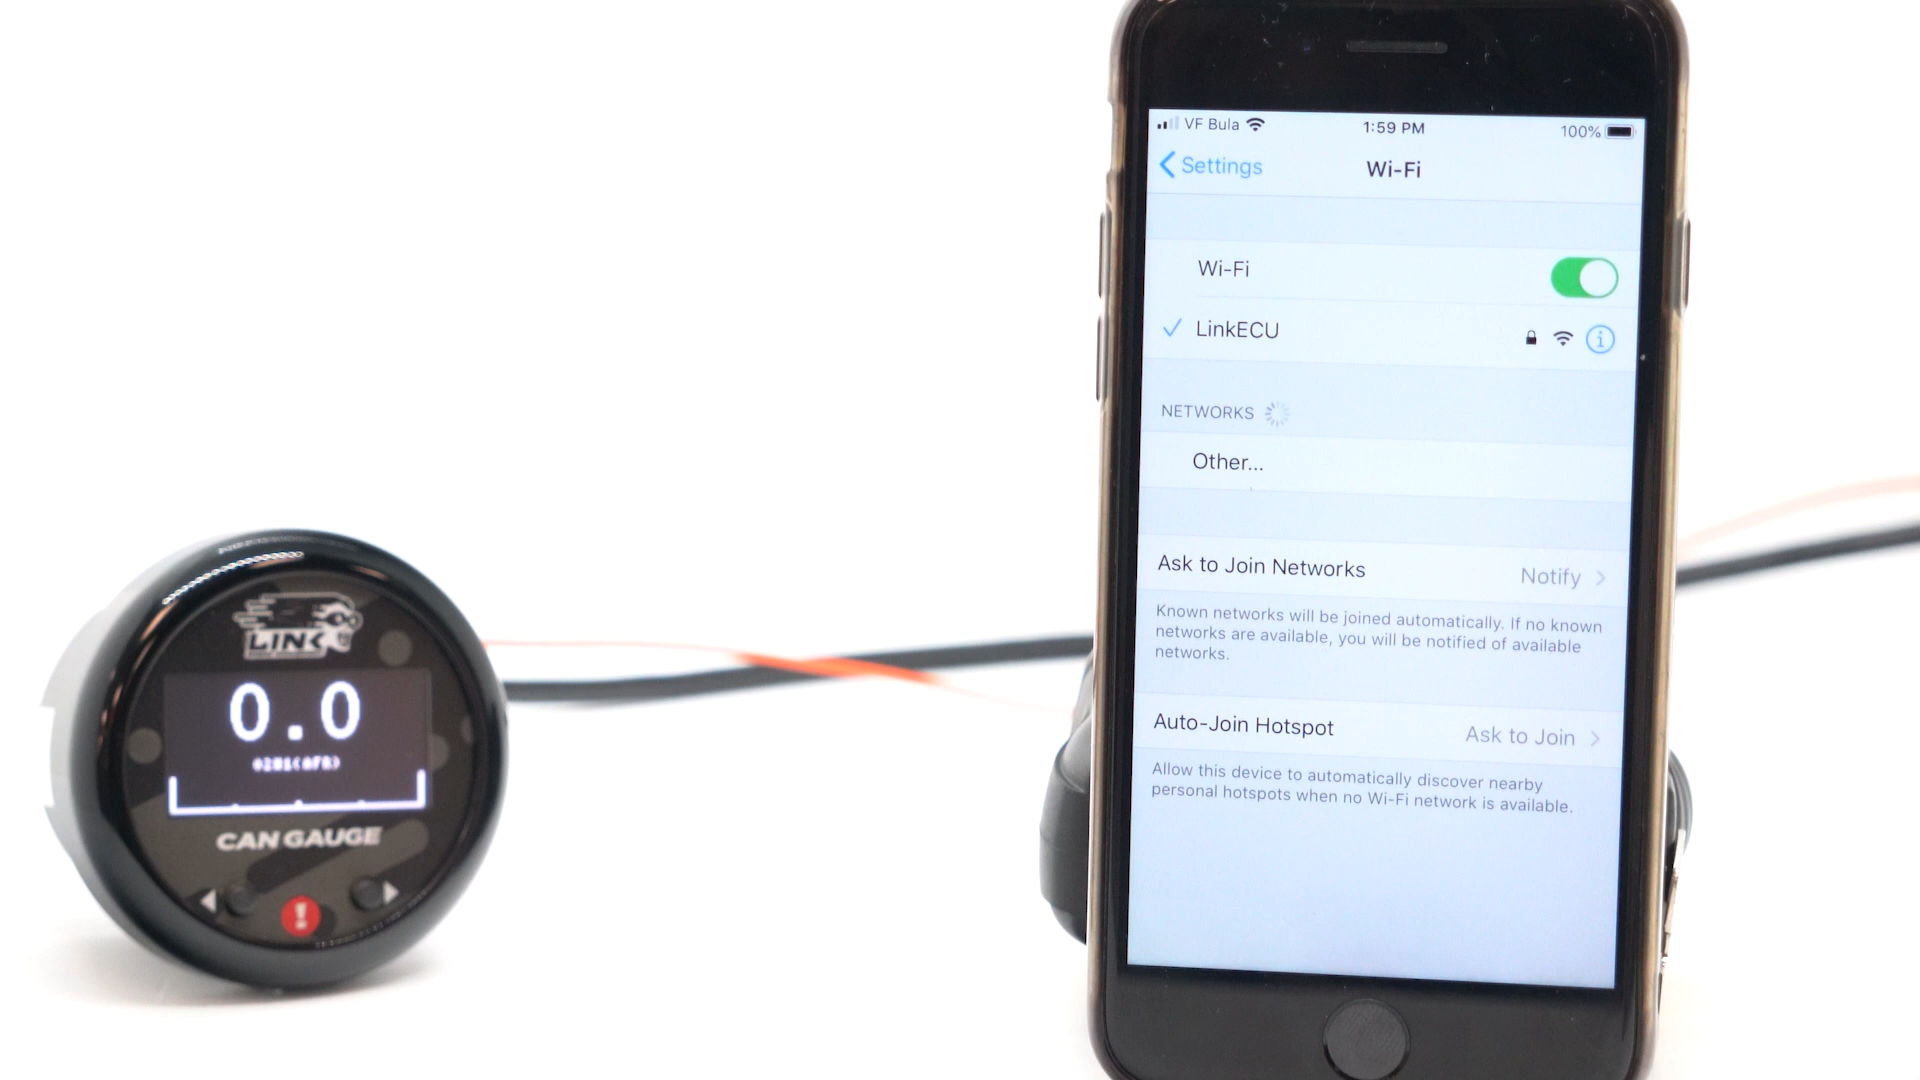 LINK
0.0
CAN GAUGE
VF Bula
1:59 PM
100%
Settings
Wi-Fi
Wi-Fi
LinkECU
NETWORKS
Other...
Ask to Join Networks
Notify
Known networks will be joined automatically. If no known
networks are available, you will be notified of available
networks.
Auto-Join Hotspot
Ask to Join
Allow this device to automatically discover nearby
personal hotspots when no Wi-Fi network is available.